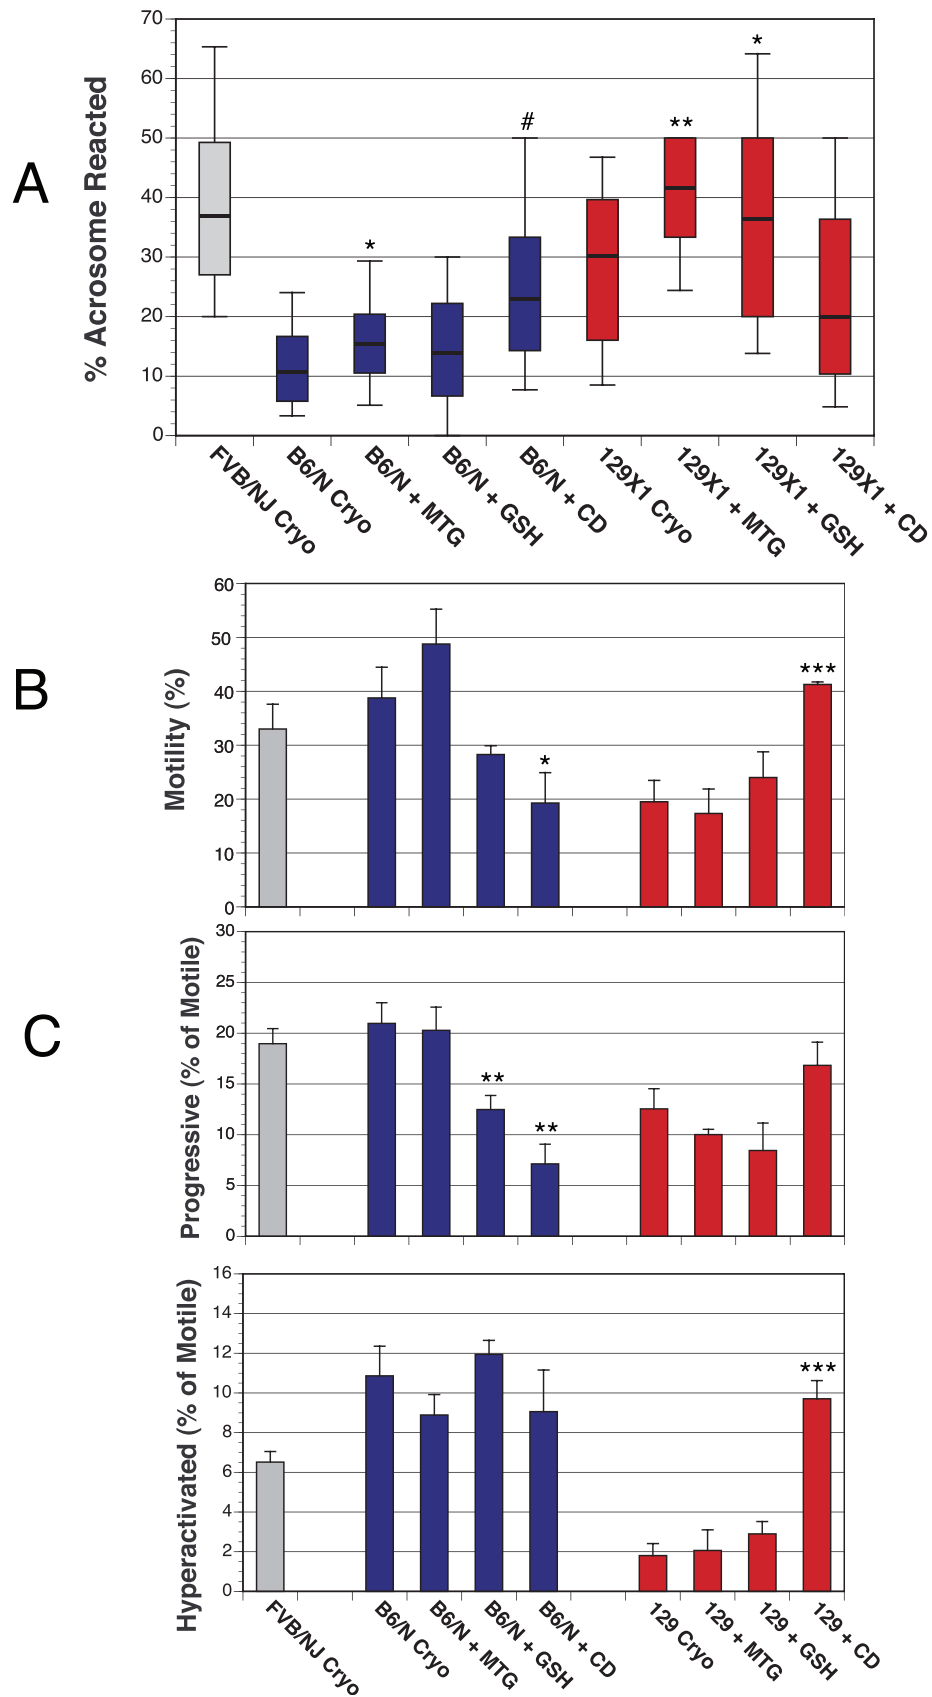 A
% Acrosome Reacted
70
60
50
40
30
20
10
0
*
#
**
*
FVB/NJ Cryo
B6/N Cryo
B6/N + MTG
B6/N + GSH
B6/N + CD
129X1 Cryo
129X1 + MTG
129X1 + GSH
129X1 + CD
B
Motility (%)
60
50
40
30
20
10
0
*
***
C
Progressive (% of Motile)
30
25
20
15
10
5
0
**
**
Hyperactivated (% of Motile)
16
14
12
10
8
6
4
2
0
***
FVB/NJ Cryo
B6/N Cryo
B6/N + MTG
B6/N + GSH
B6/N + CD
129 Cryo
129 + MTG
129 + GSH
129 + CD